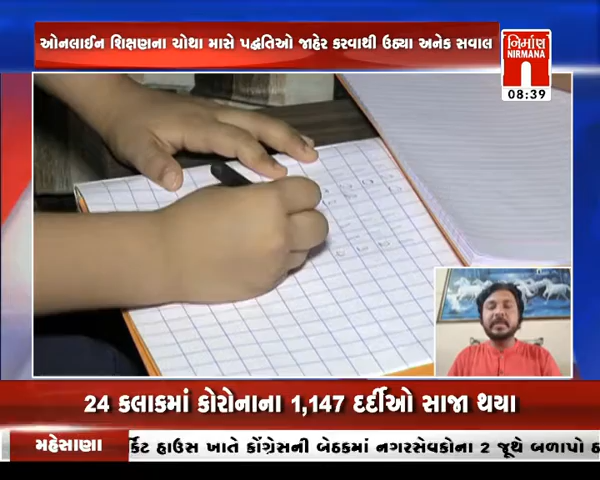 ઓનલાઈન શિક્ષણના ચોથા માસે પદ્ધતિઓ જાહેર કરવાથી ઉઠ્યા અનેક સવાલ
નિર્માણ
NIRMANA
08:39
24 કલાકમાં કોરોનાના 1,147 દર્દીઓ સાજા થયા
મહેસાણા
ર્કિટ હાઉસ ખાતે કોંગ્રેસની બેઠકમાં નગરસેવકોના 2 જૂથે બળાપો